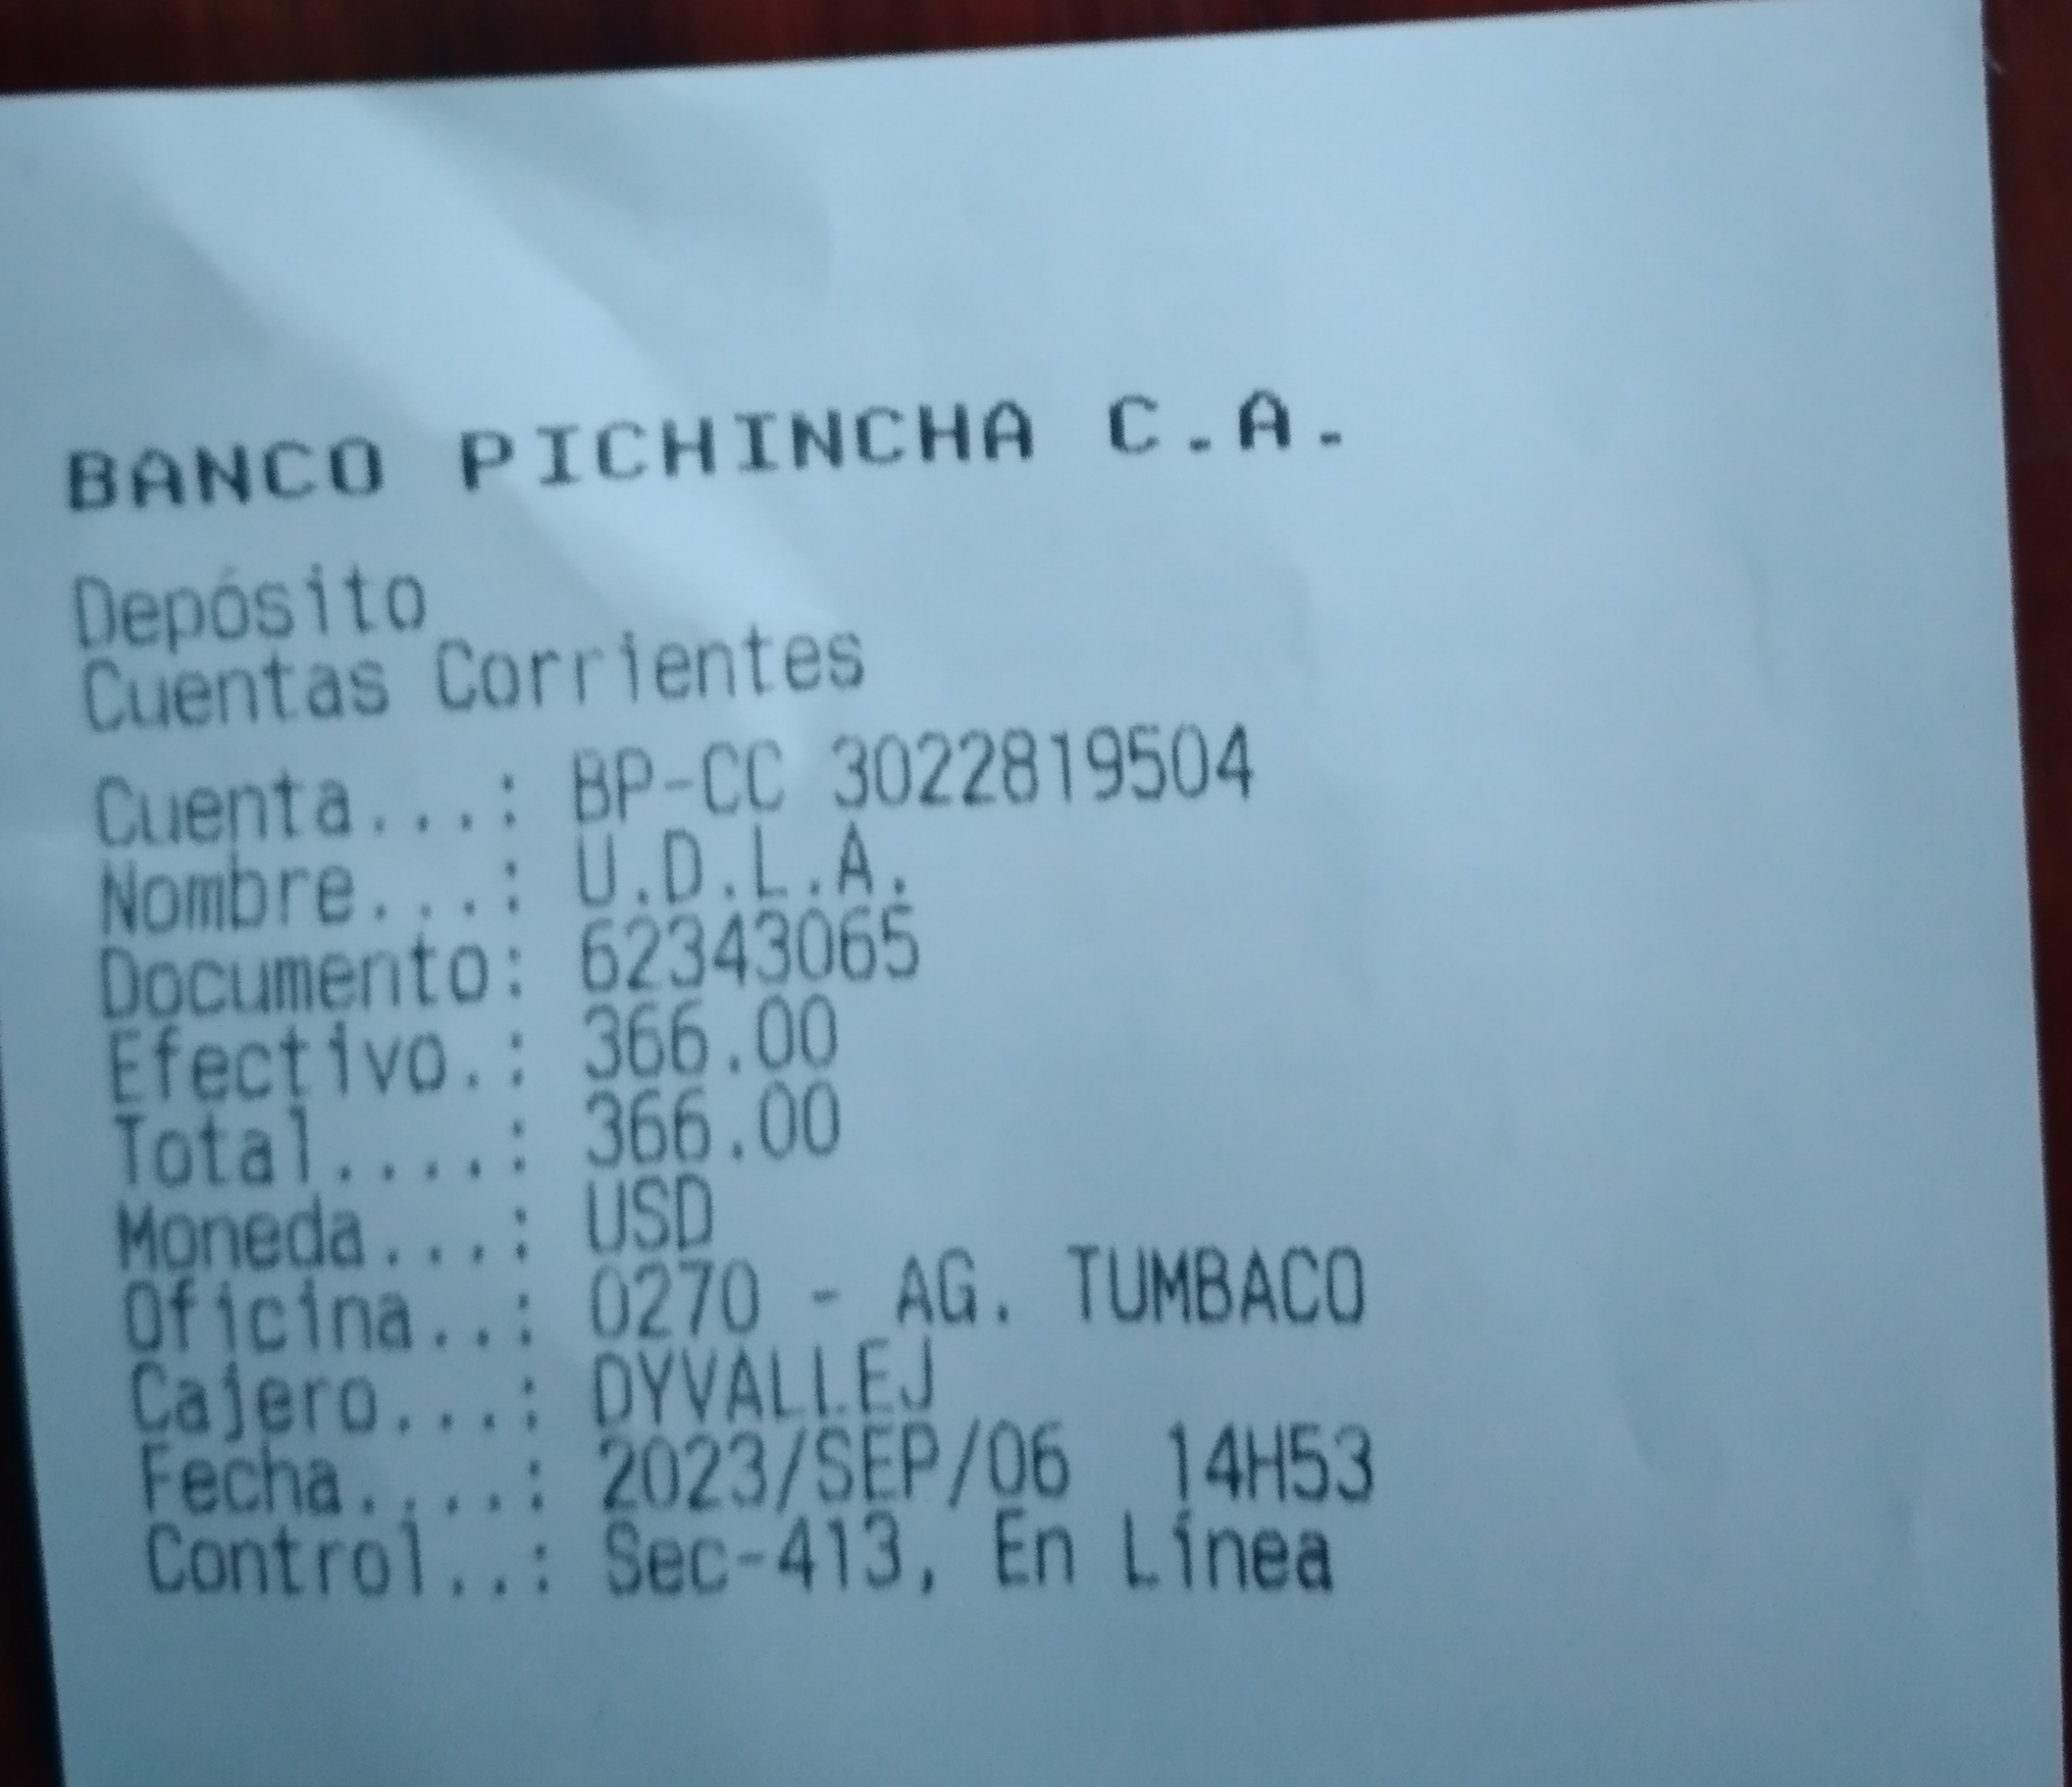 BANCO PICHINCHA C.A.
Depósito
Cuentas Corrientes
Cuenta...: BP-CC 3022819504
Nombre...: U.D.L.A.
Documento: 62343065
Efectivo.: 366.00
Total....: 366.00
Moneda...: USD
Oficina..: 0270 - AG. TUMBACO
Cajero...: DYVALLEJ
Fecha....: 2023/SEP/06 14H53
Control..: Sec-413, En Línea